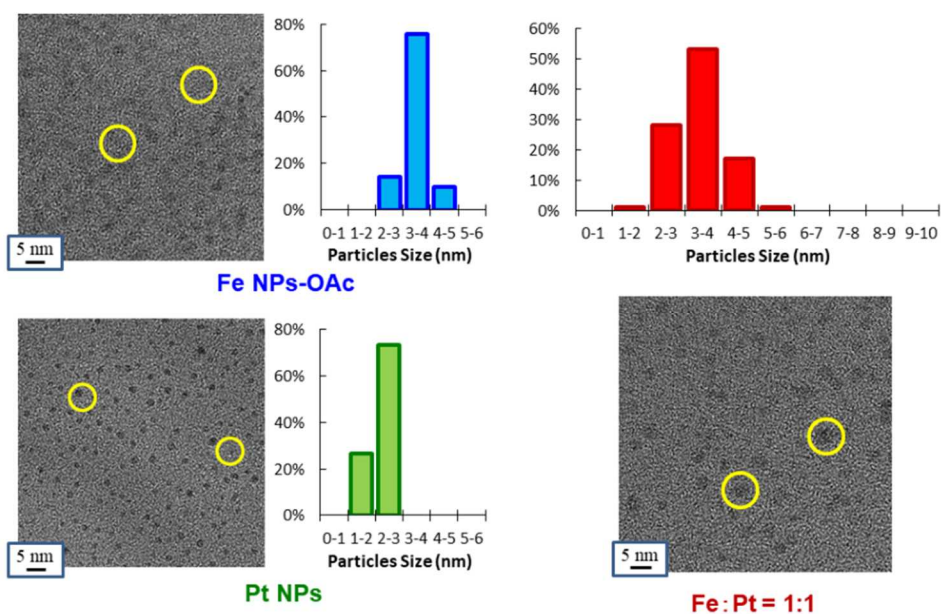 80%
60%
40%
20%
0%
0-1 1-2 2-3 3-4 4-5 5-6
Particles Size (nm)
5 nm
Fe NPs-OAc
60%
50%
40%
30%
20%
10%
0%
0-1 1-2 2-3 3-4 4-5 5-6 6-7 7-8 8-9 9-10
Particles Size (nm)
80%
60%
40%
20%
0%
0-1 1-2 2-3 3-4 4-5 5-6
Particles Size (nm)
5 nm
Pt NPs
5 nm
Fe:Pt = 1:1